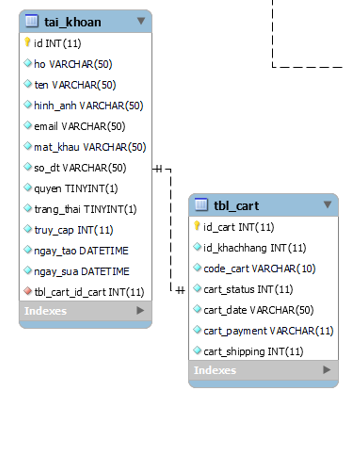 tai_khoan
id INT(11)
ho VARCHAR(50)
ten VARCHAR(50)
hinh_anh VARCHAR(50)
email VARCHAR(50)
mat_khau VARCHAR(50)
so_dt VARCHAR(50)
quyen TINYINT(1)
trang_thai TINYINT(1)
truy_cap INT(11)
ngay_tao DATETIME
ngay_sua DATETIME
tbl_cart_id_cart INT(11)
Indexes
tbl_cart
id_cart INT(11)
id_khachhang INT(11)
code_cart VARCHAR(10)
cart_status INT(11)
cart_date VARCHAR(50)
cart_payment VARCHAR(11)
cart_shipping INT(11)
Indexes